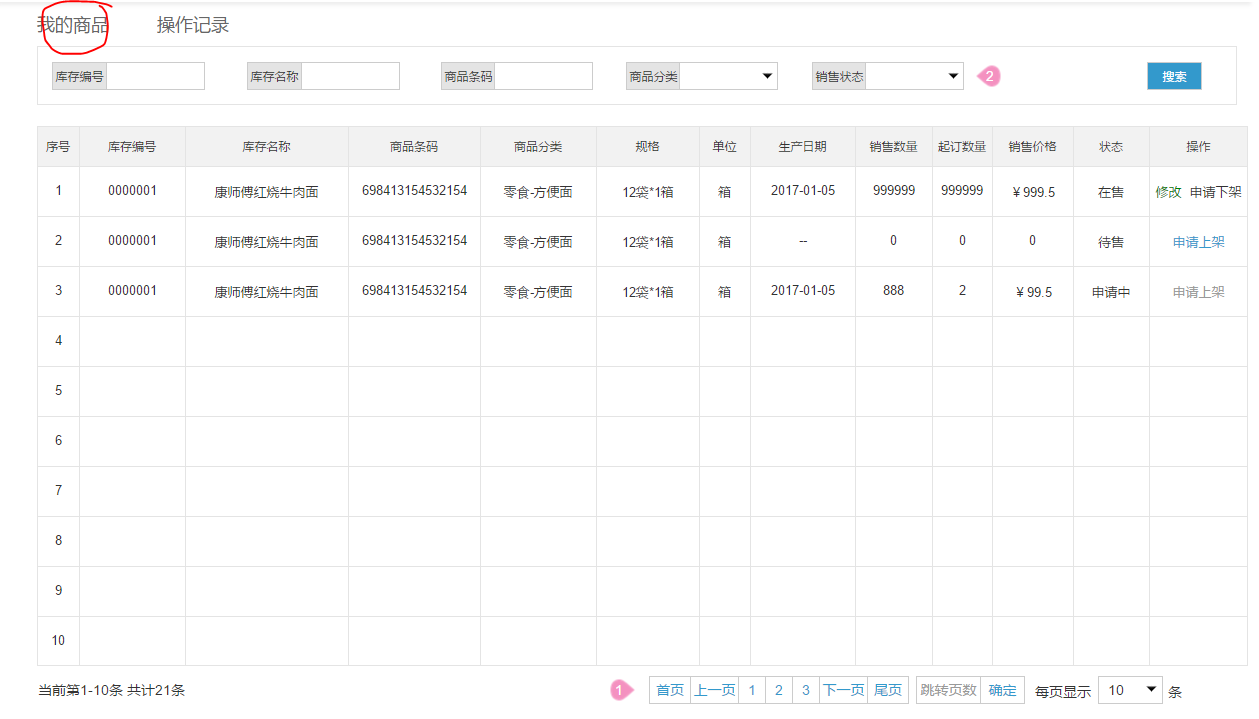 我的商品 操作记录
库存编号 库存名称 商品条码 商品分类 销售状态 2 搜索
序号 库存编号 库存名称 商品条码 商品分类 规格 单位 生产日期 销售数量 起订数量 销售价格 状态 操作
1 0000001 康师傅红烧牛肉面 698413154532154 零食-方便面 12袋*1箱 箱 2017-01-05 999999 999999 ¥ 999.5 在售 修改 申请下架
2 0000001 康师傅红烧牛肉面 698413154532154 零食-方便面 12袋*1箱 箱 -- 0 0 0 待售 申请上架
3 0000001 康师傅红烧牛肉面 698413154532154 零食-方便面 12袋*1箱 箱 2017-01-05 888 2 ¥ 99.5 申请中 申请上架
4
5
6
7
8
9
10
当前第1-10条 共计21条 1 首页 上一页 1 2 3 下一页 尾页 跳转页数 确定 每页显示 10 条